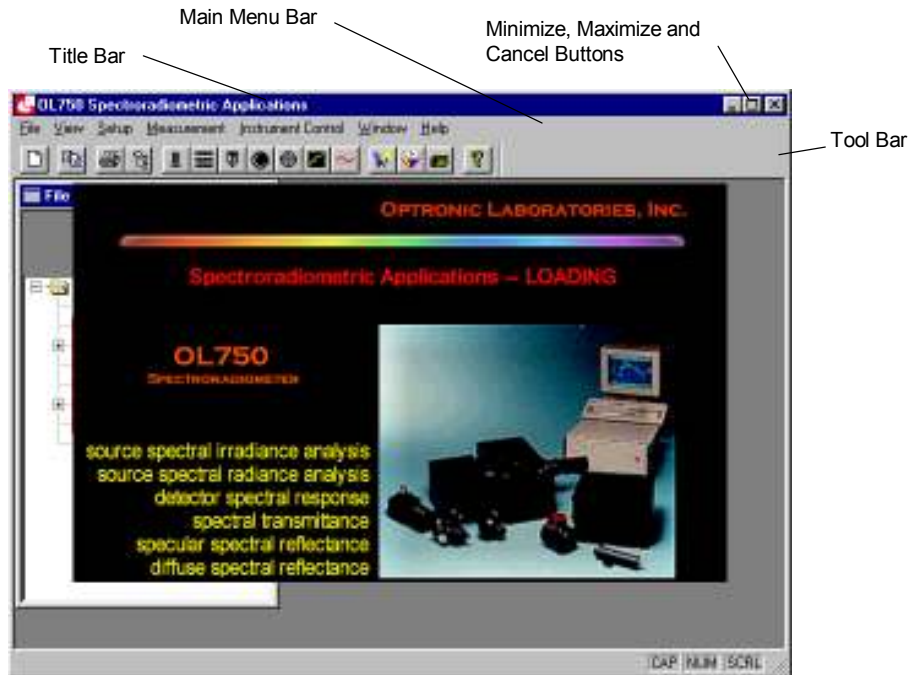 Main Menu Bar
Minimize, Maximize and
Cancel Buttons
Title Bar
OL750 Spectroradiometric Applications
File View Setup Measurement Instrument Control Window Help
Tool Bar
File
OPTRONIC LABORATORIES, INC.
Spectroradiometric Applications – LOADING
OL750
SPECTRORADIOMETER
source spectral irradiance analysis
source spectral radiance analysis
detector spectral response
spectral transmittance
specular spectral reflectance
diffuse spectral reflectance
CAP NUM SCRL